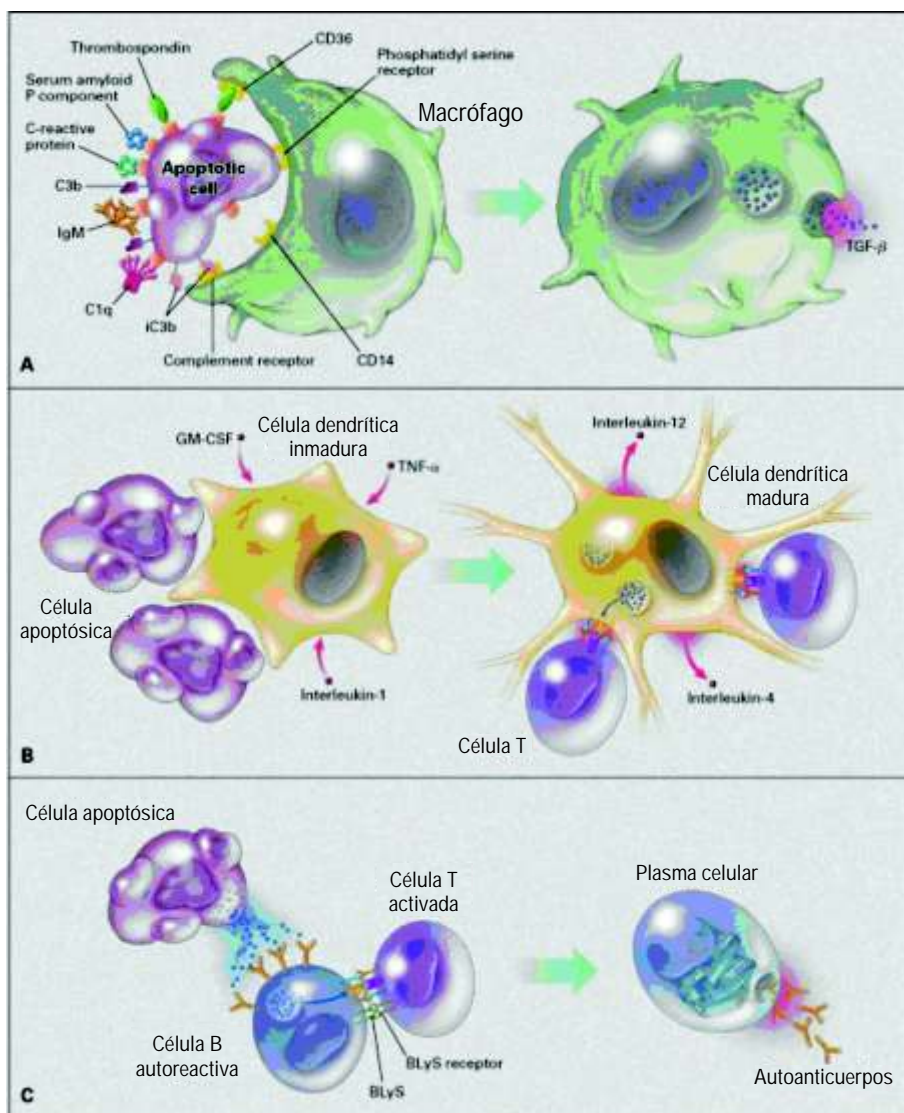 Thrombospondin
CD36
Phosphatidyl serine
receptor
Serum amyloid
P component
Macrófago
C-reactive
protein
Apoptotic
cell
C3b
IgM
TGF-β
C1q
iC3b
Complement receptor
CD14
A
Célula dendrítica
inmadura
GM-CSF
TNF-α
Interleukin-12
Célula dendrítica
madura
Célula
apoptósica
Interleukin-1
Interleukin-4
Célula T
B
Célula apoptósica
Célula T
activada
Plasma celular
Célula B
autoreactiva
BLyS receptor
BLyS
Autoanticuerpos
C